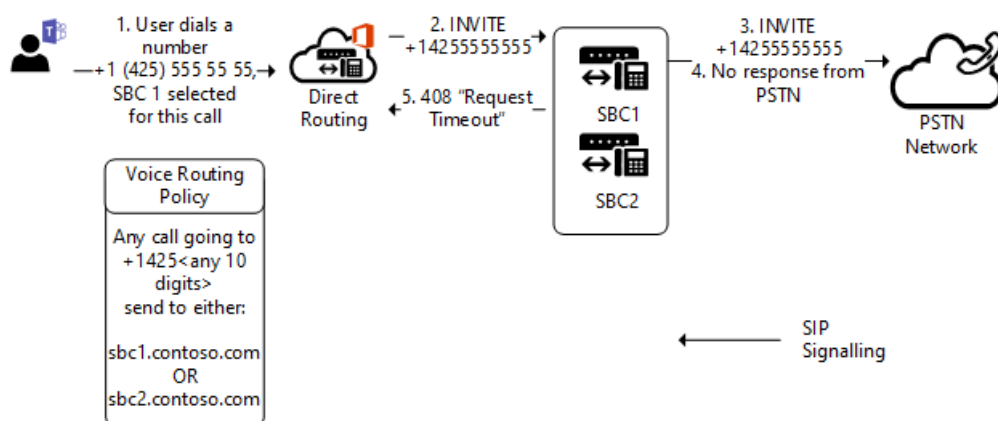 1. User dials a
number
+1 (425) 555 55 55,
SBC 1 selected
for this call
Direct
Routing
2. INVITE
+14255555555
5. 408 "Request
Timeout"
SBC1
SBC2
3. INVITE
+14255555555
4. No response from
PSTN
PSTN
Network
Voice Routing
Policy
Any call going to
+1425<any 10
digits>
send to either:
sbc1.contoso.com
OR
sbc2.contoso.com
SIP
Signalling